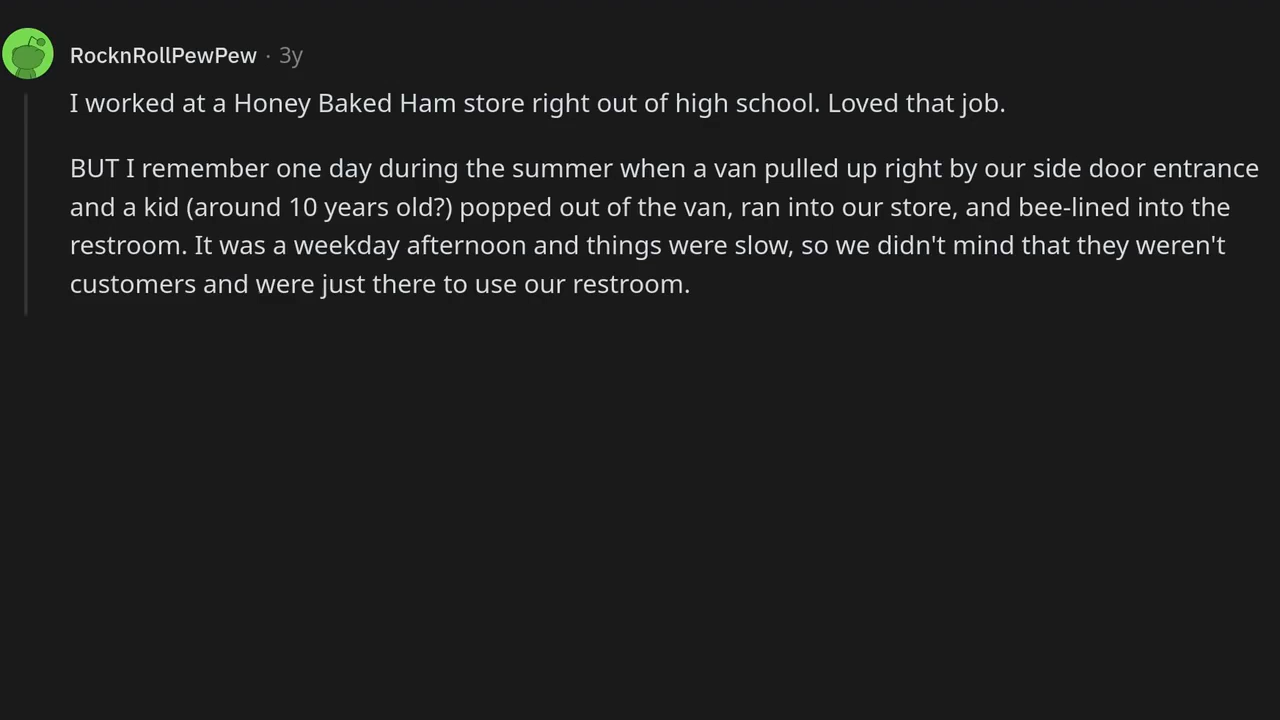 RocknRollPewPew · 3y
I worked at a Honey Baked Ham store right out of high school. Loved that job.
BUT I remember one day during the summer when a van pulled up right by our side door entrance
and a kid (around 10 years old?) popped out of the van, ran into our store, and bee-lined into the
restroom. It was a weekday afternoon and things were slow, so we didn't mind that they weren't
customers and were just there to use our restroom.